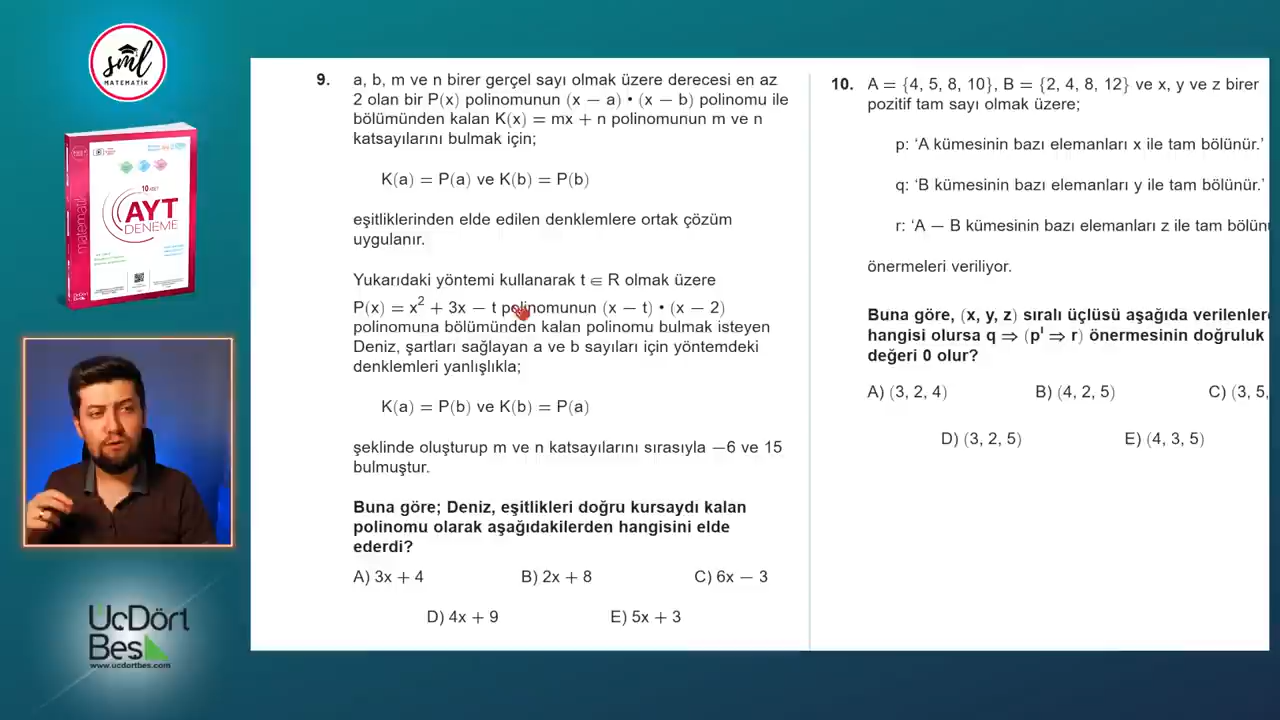 sml
MATEMATİK
10 ADET
AYT
DENEME
matematik
ÜçDört
Beş
www.ucdortbes.com
9. a, b, m ve n birer gerçel sayı olmak üzere derecesi en az
2 olan bir P(x) polinomunun (x − a) • (x − b) polinomu ile
bölümünden kalan K(x) = mx + n polinomunun m ve n
katsayılarını bulmak için;
K(a) = P(a) ve K(b) = P(b)
eşitliklerinden elde edilen denklemlere ortak çözüm
uygulanır.
Yukarıdaki yöntemi kullanarak t ∈ R olmak üzere
P(x) = x² + 3x − t polinomunun (x − t) • (x − 2)
polinomuna bölümünden kalan polinomu bulmak isteyen
Deniz, şartları sağlayan a ve b sayıları için yöntemdeki
denklemleri yanlışlıkla;
K(a) = P(b) ve K(b) = P(a)
şeklinde oluşturup m ve n katsayılarını sırasıyla −6 ve 15
bulmuştur.
Buna göre; Deniz, eşitlikleri doğru kursaydı kalan
polinomu olarak aşağıdakilerden hangisini elde
ederdi?
A) 3x + 4 B) 2x + 8 C) 6x − 3
D) 4x + 9 E) 5x + 3
10. A = {4, 5, 8, 10}, B = {2, 4, 8, 12} ve x, y ve z birer
pozitif tam sayı olmak üzere;
p: ‘A kümesinin bazı elemanları x ile tam bölünür.’
q: ‘B kümesinin bazı elemanları y ile tam bölünür.’
r: ‘A − B kümesinin bazı elemanları z ile tam bölün
önermeleri veriliyor.
Buna göre, (x, y, z) sıralı üçlüsü aşağıda verilenler
hangisi olursa q ⇒ (p' ⇒ r) önermesinin doğruluk
değeri 0 olur?
A) (3, 2, 4) B) (4, 2, 5) C) (3, 5,
D) (3, 2, 5) E) (4, 3, 5)